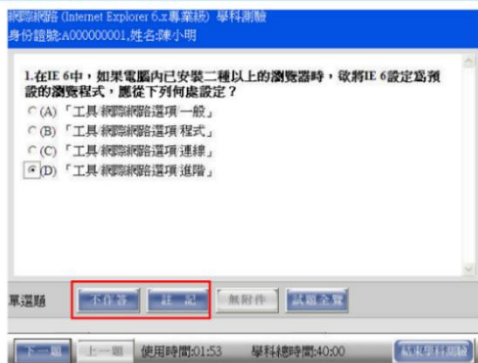 網際網路 (Internet Explorer 6.x專業級) 學科測驗
身份證號:A000000001,姓名:陳小明
1.在IE 6中，如果電腦內已安裝二種以上的瀏覽器時，欲將IE 6設定為預
設的瀏覽程式，應從下列何處設定？
(A) 「工具/網際網路選項/一般」
(B) 「工具/網際網路選項/程式」
(C) 「工具/網際網路選項/連線」
(D) 「工具/網際網路選項/進階」
單選題 不作答 註 記 無附件 試題全覽
下一題 上一題 使用時間:01:53 學科總時間:40:00 結束學科測驗